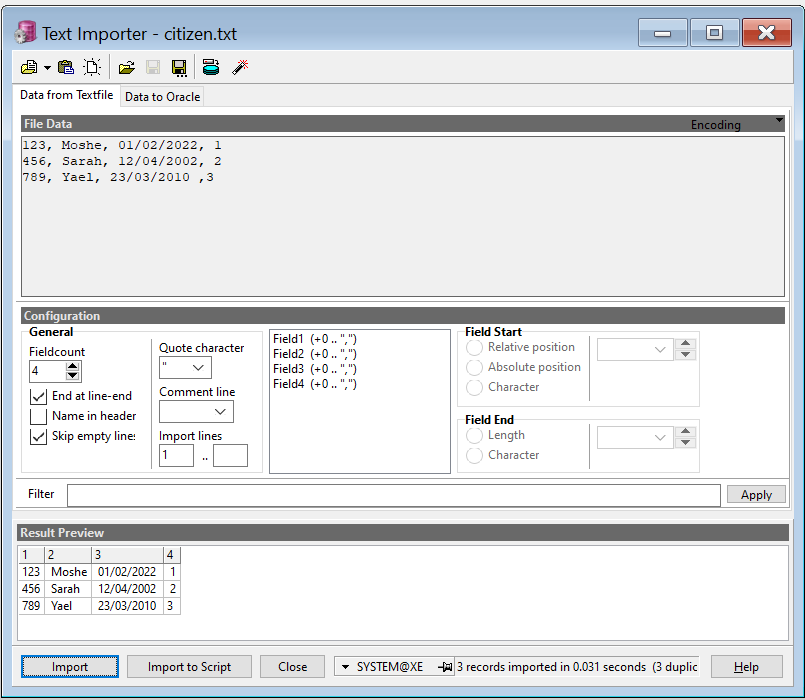 Text Importer - citizen.txt
Data from Textfile
Data to Oracle
File Data
Encoding
123, Moshe, 01/02/2022, 1
456, Sarah, 12/04/2002, 2
789, Yael, 23/03/2010 ,3
Configuration
General
Fieldcount
4
End at line-end
Name in header
Skip empty lines
Quote character
"
Comment line
Import lines
1 ..
Field1 (+0 .. ",")
Field2 (+0 .. ",")
Field3 (+0 .. ",")
Field4 (+0 .. ",")
Field Start
Relative position
Absolute position
Character
Field End
Length
Character
Filter
Apply
Result Preview
1 2 3 4
123 Moshe 01/02/2022 1
456 Sarah 12/04/2002 2
789 Yael 23/03/2010 3
Import
Import to Script
Close
SYSTEM@XE
3 records imported in 0.031 seconds (3 duplic
Help